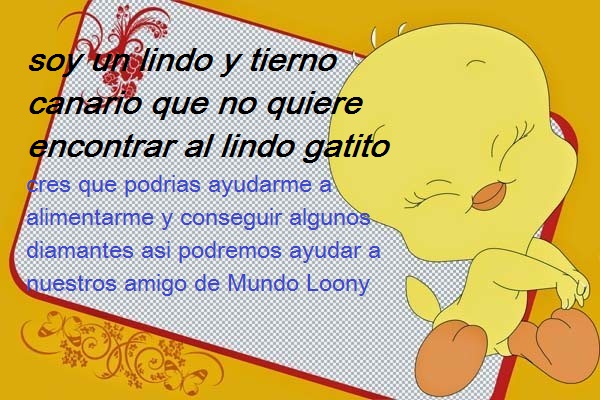 soy un lindo y tierno
canario que no quiere
encontrar al lindo gatito
cres que podrias ayudarme a
alimentarme y conseguir algunos
diamantes asi podremos ayudar a
nuestros amigo de Mundo Loony